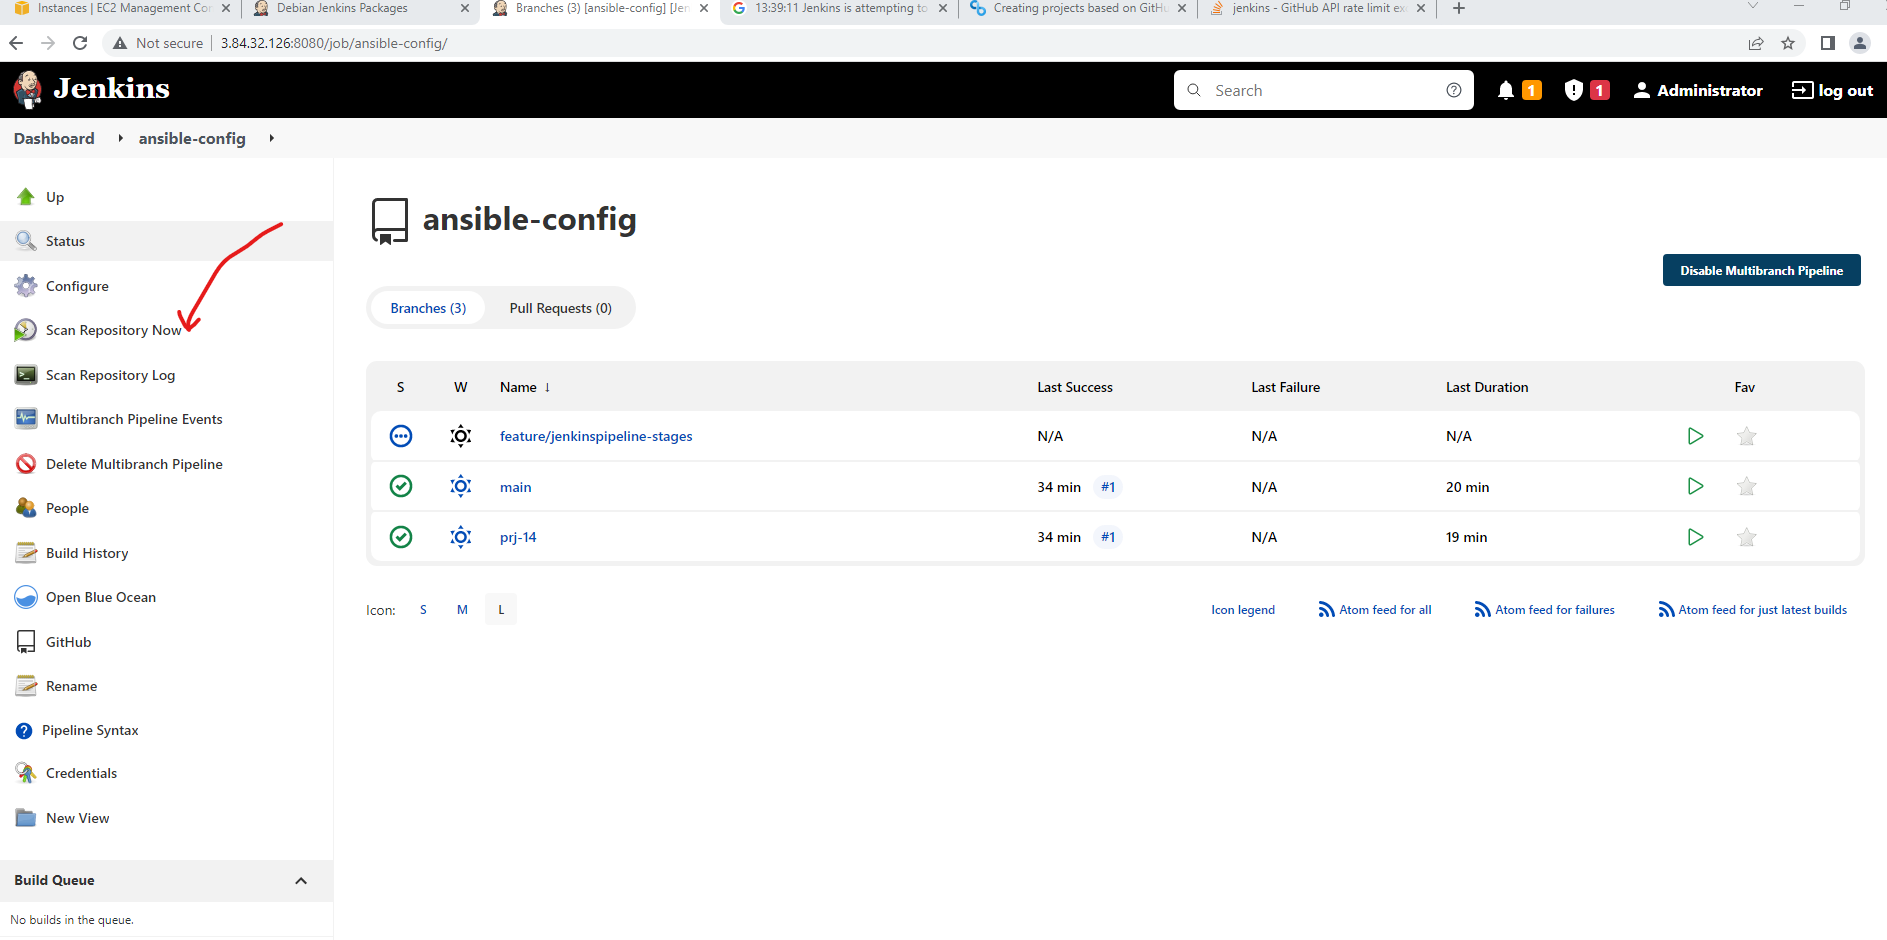 Instances | EC2 Management Con
Debian Jenkins Packages
Branches (3) [ansible-config] [Jen
13:39:11 Jenkins is attempting to
Creating projects based on GitHu
jenkins - GitHub API rate limit ex
Not secure
3.84.32.126:8080/job/ansible-config/
Jenkins
Search
1
1
Administrator
log out
Dashboard
ansible-config
Up
Status
Configure
Scan Repository Now
Scan Repository Log
Multibranch Pipeline Events
Delete Multibranch Pipeline
People
Build History
Open Blue Ocean
GitHub
Rename
Pipeline Syntax
Credentials
New View
Build Queue
No builds in the queue.
ansible-config
Disable Multibranch Pipeline
Branches (3)
Pull Requests (0)
S W Name ↓ Last Success Last Failure Last Duration Fav
feature/jenkinspipeline-stages N/A N/A N/A
main 34 min #1 N/A 20 min
prj-14 34 min #1 N/A 19 min
Icon: S M L
Icon legend
Atom feed for all
Atom feed for failures
Atom feed for just latest builds